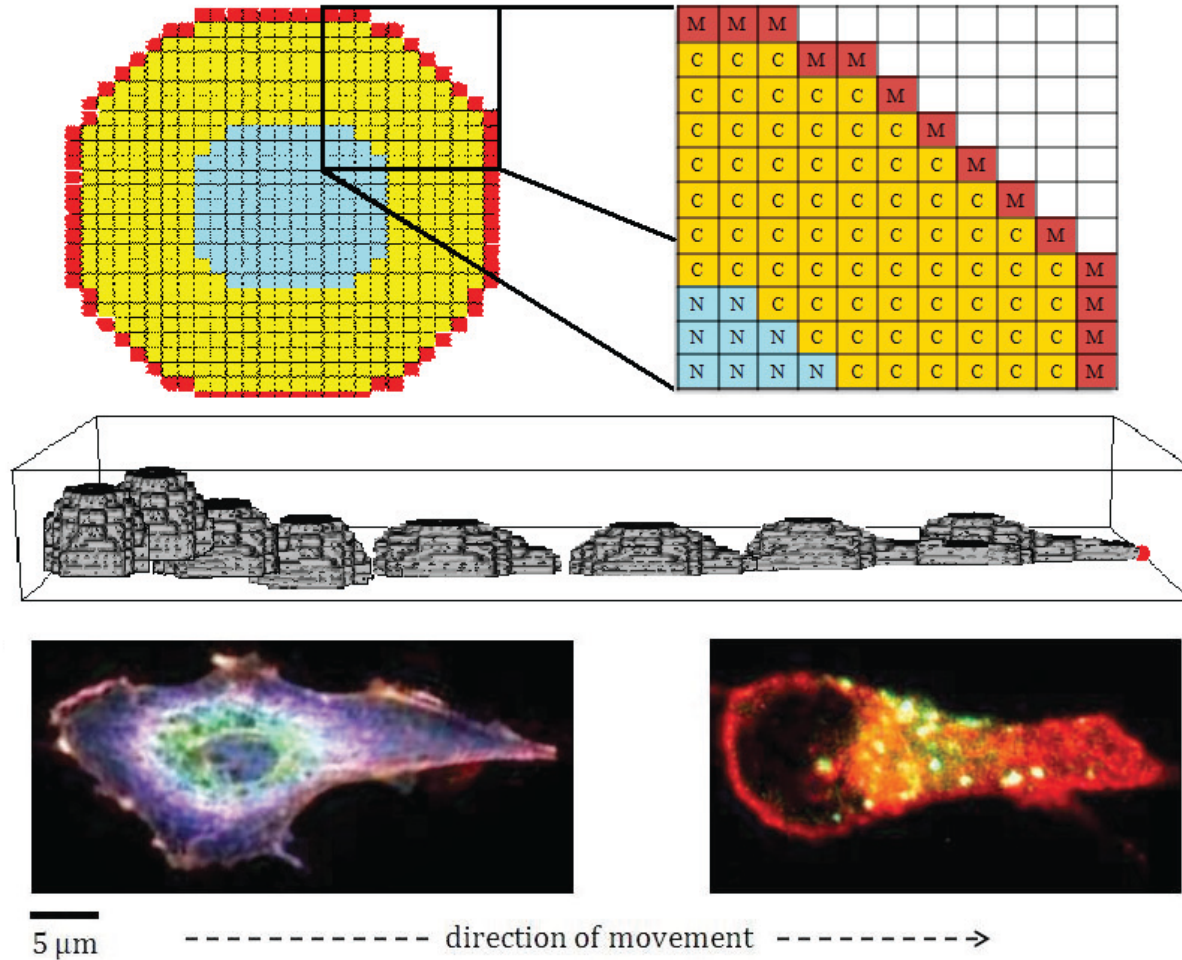 M M M
C C C M M
C C C C C M
C C C C C C M
C C C C C C C M
C C C C C C C C M
C C C C C C C C C M
C C C C C C C C C C M
N N C C C C C C C C M
N N N C C C C C C C M
N N N N C C C C C C M
5 μm
direction of movement